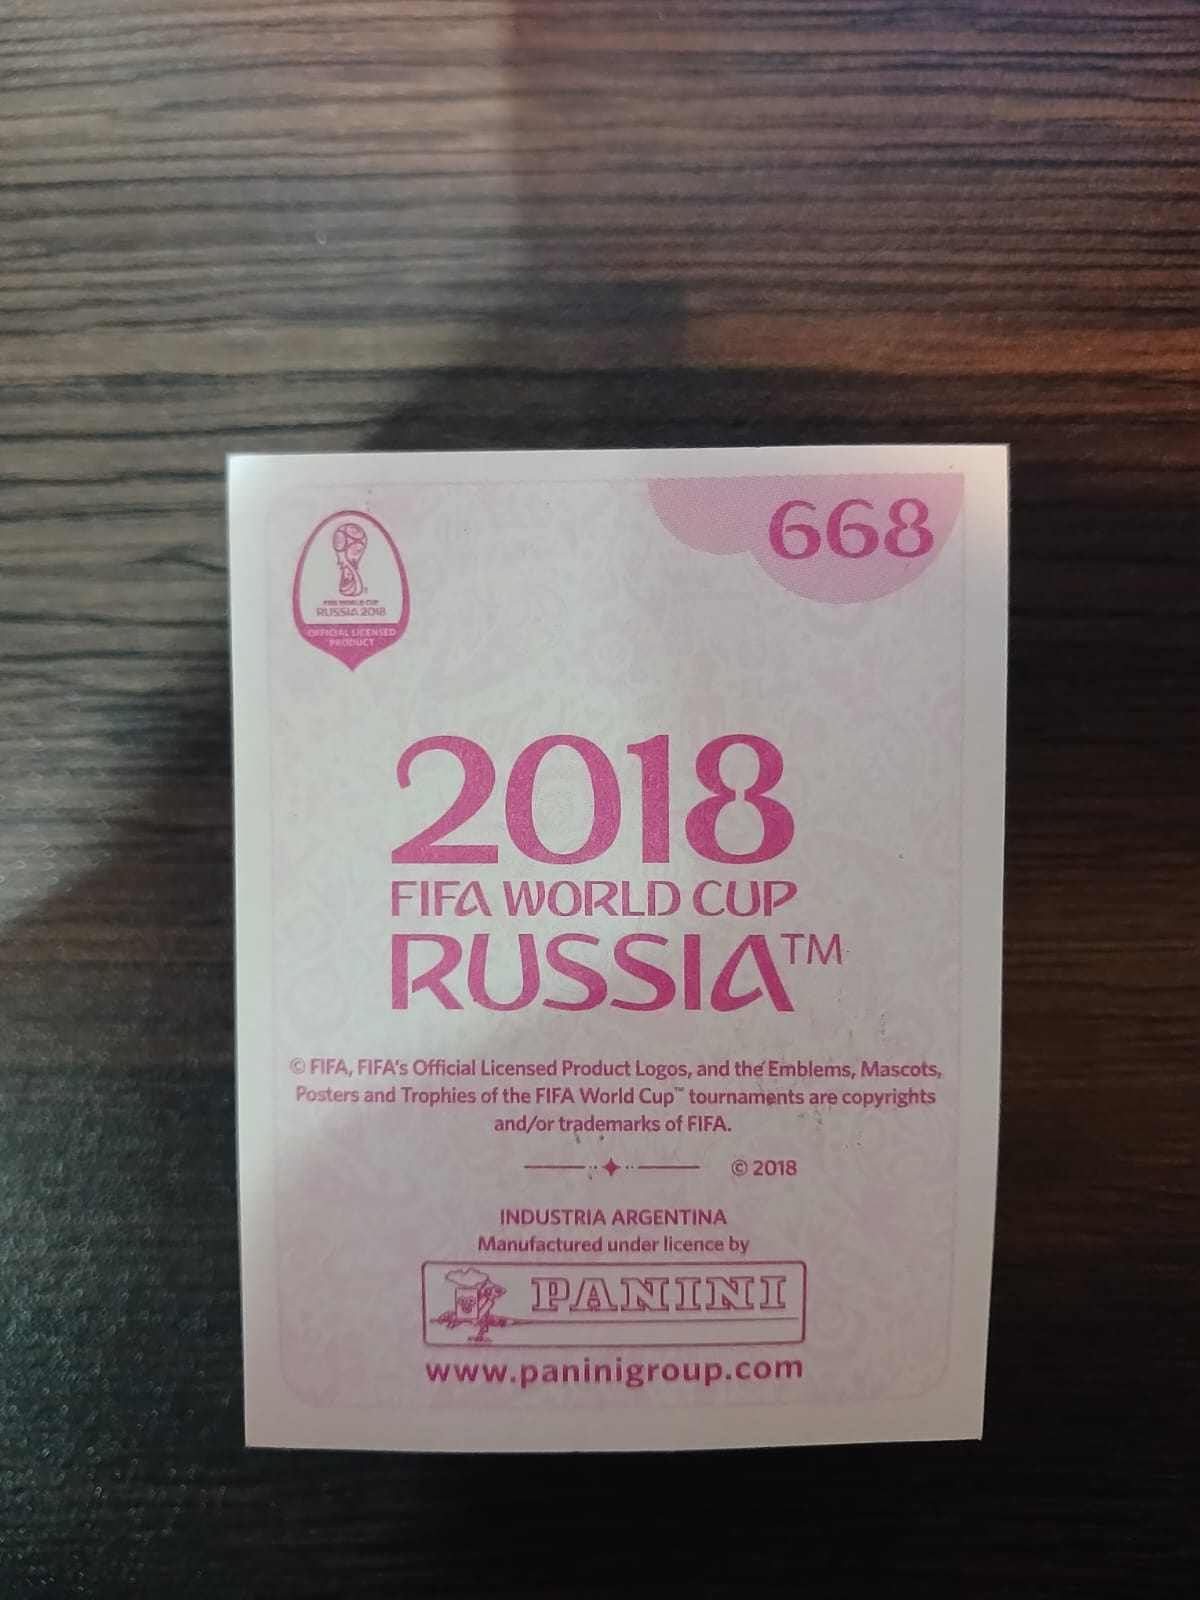 668
FIFA WORLD CUP
RUSSIA 2018
OFFICIAL LICENSED
PRODUCT
2018
FIFA WORLD CUP
RUSSIA™
© FIFA, FIFA's Official Licensed Product Logos, and the Emblems, Mascots,
Posters and Trophies of the FIFA World Cup™ tournaments are copyrights
and/or trademarks of FIFA.
© 2018
INDUSTRIA ARGENTINA
Manufactured under licence by
PANINI
www.paninigroup.com